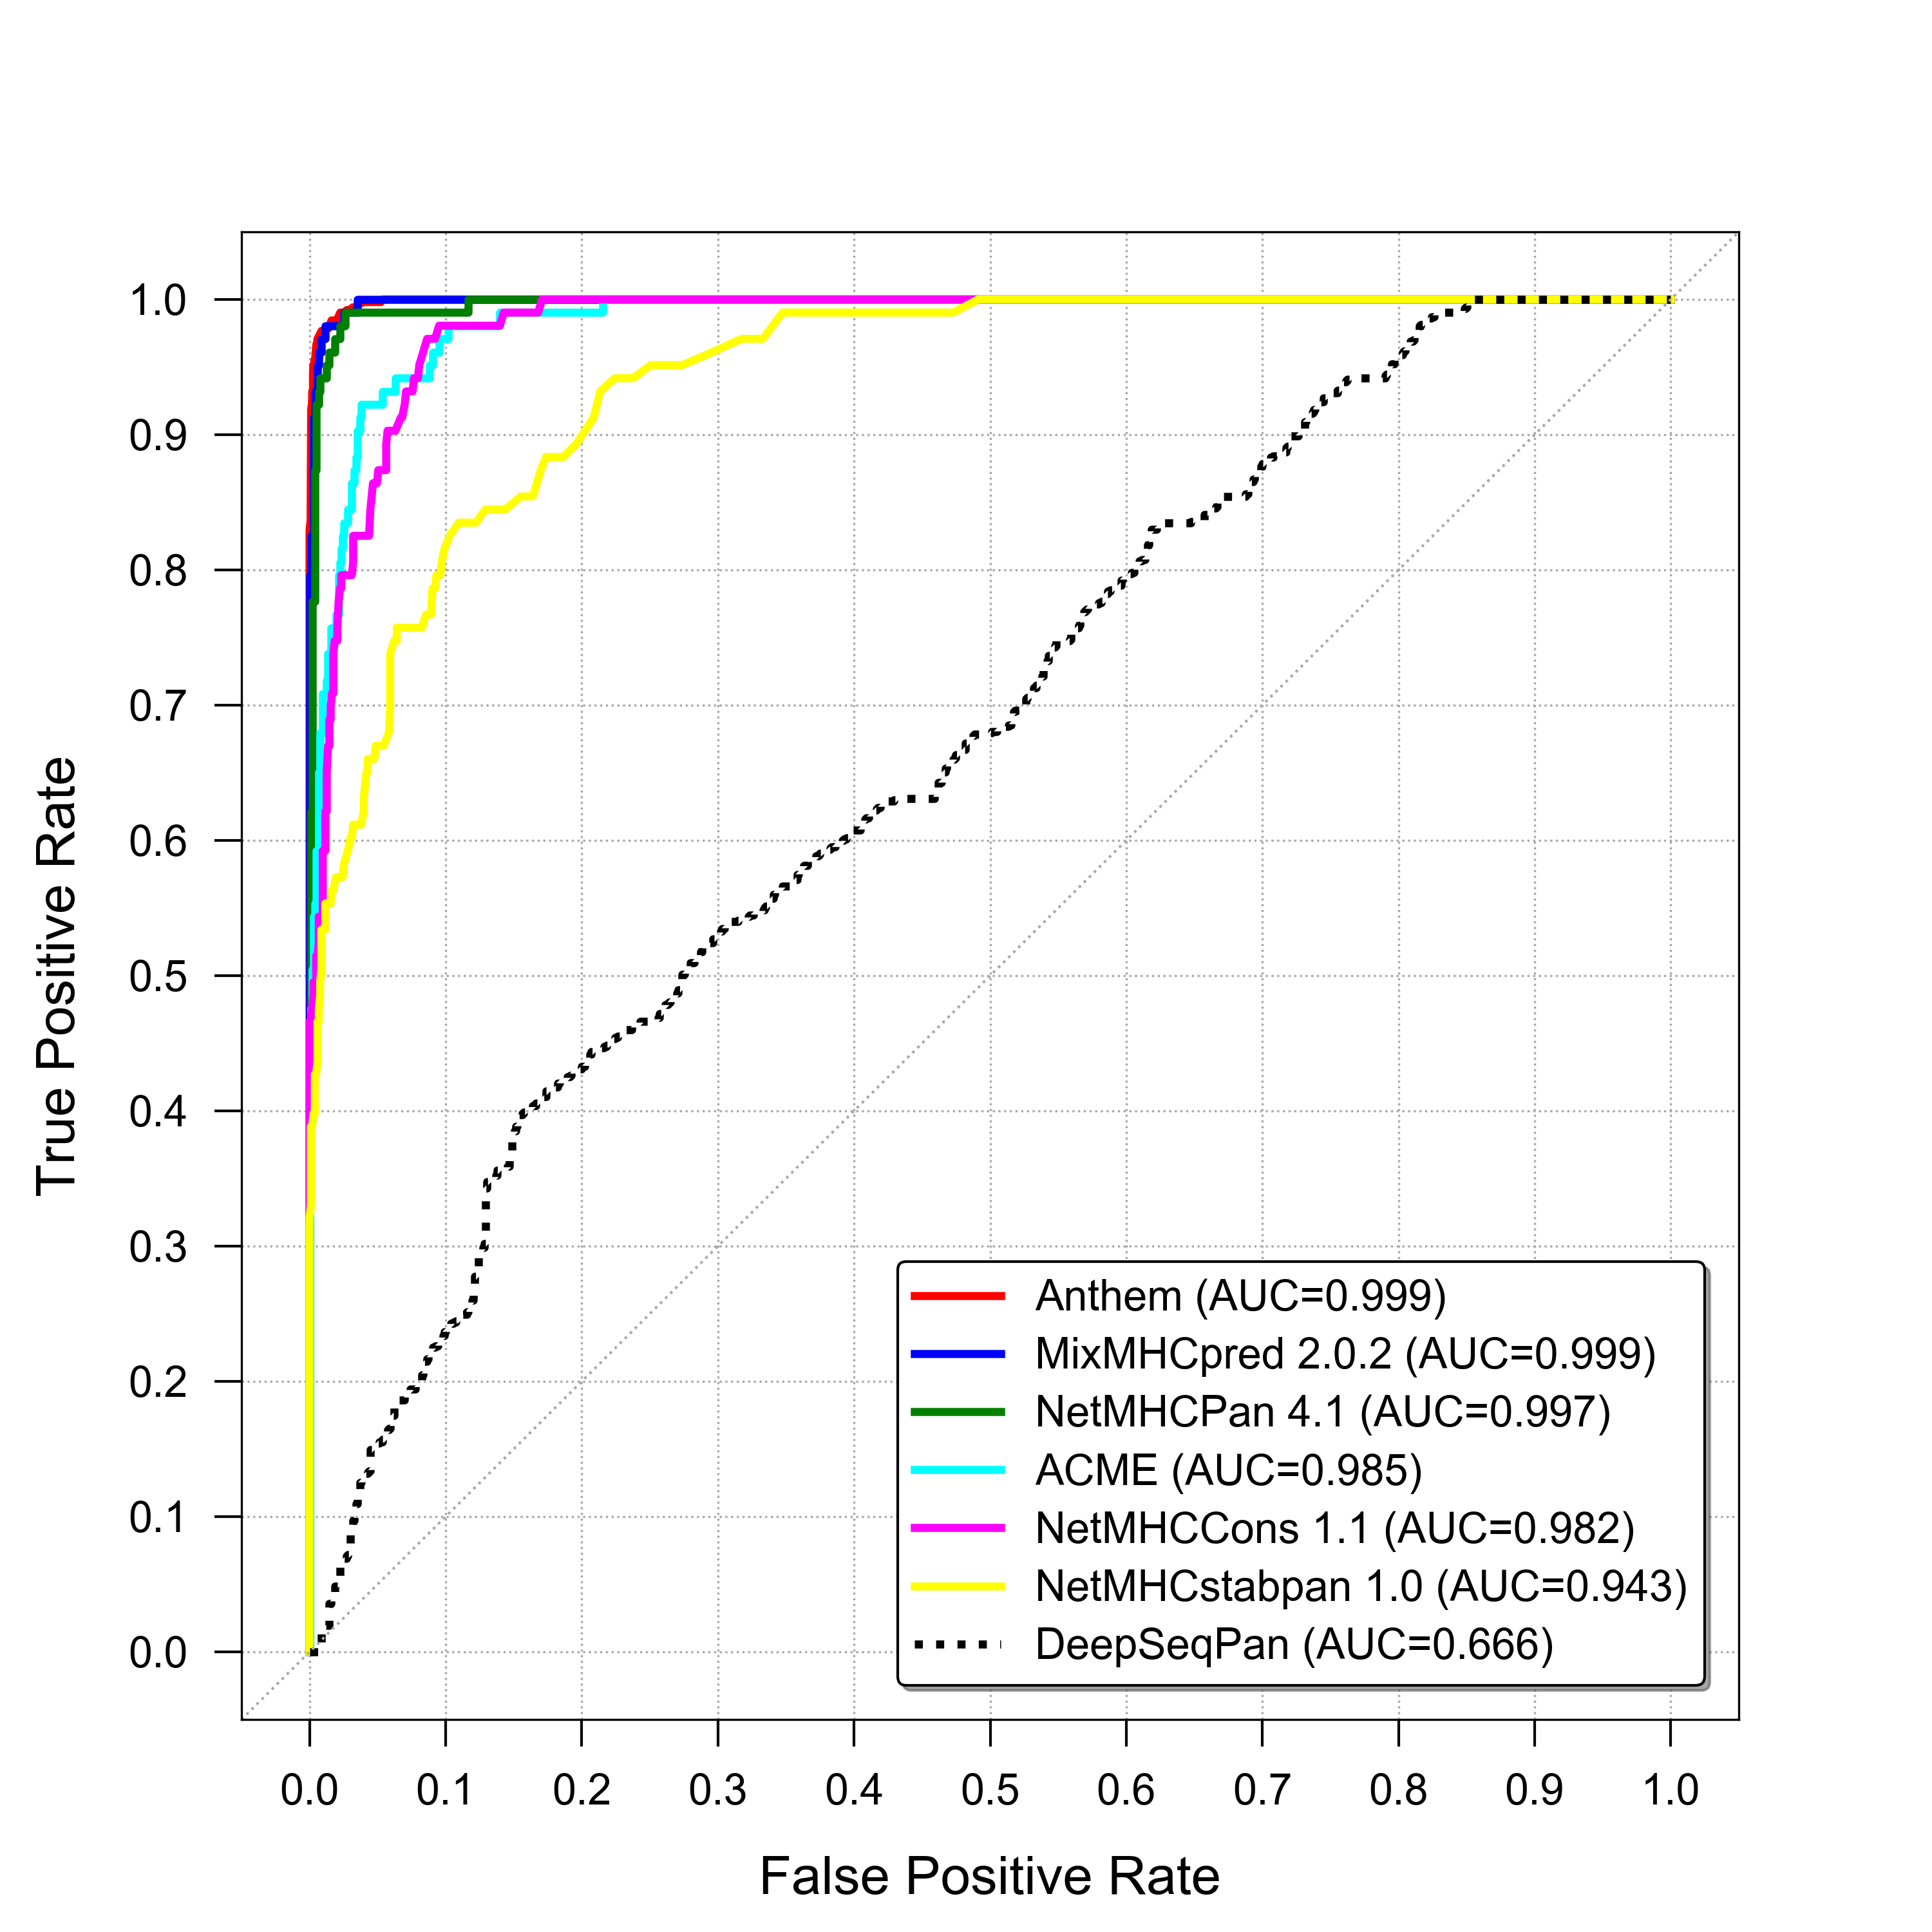 1.0
0.9
0.8
0.7
0.6
0.5
0.4
0.3
0.2
0.1
0.0
True Positive Rate
Anthem (AUC=0.999)
MixMHCpred 2.0.2 (AUC=0.999)
NetMHCPan 4.1 (AUC=0.997)
ACME (AUC=0.985)
NetMHCCons 1.1 (AUC=0.982)
NetMHCstabpan 1.0 (AUC=0.943)
DeepSeqPan (AUC=0.666)
0.0 0.1 0.2 0.3 0.4 0.5 0.6 0.7 0.8 0.9 1.0
False Positive Rate